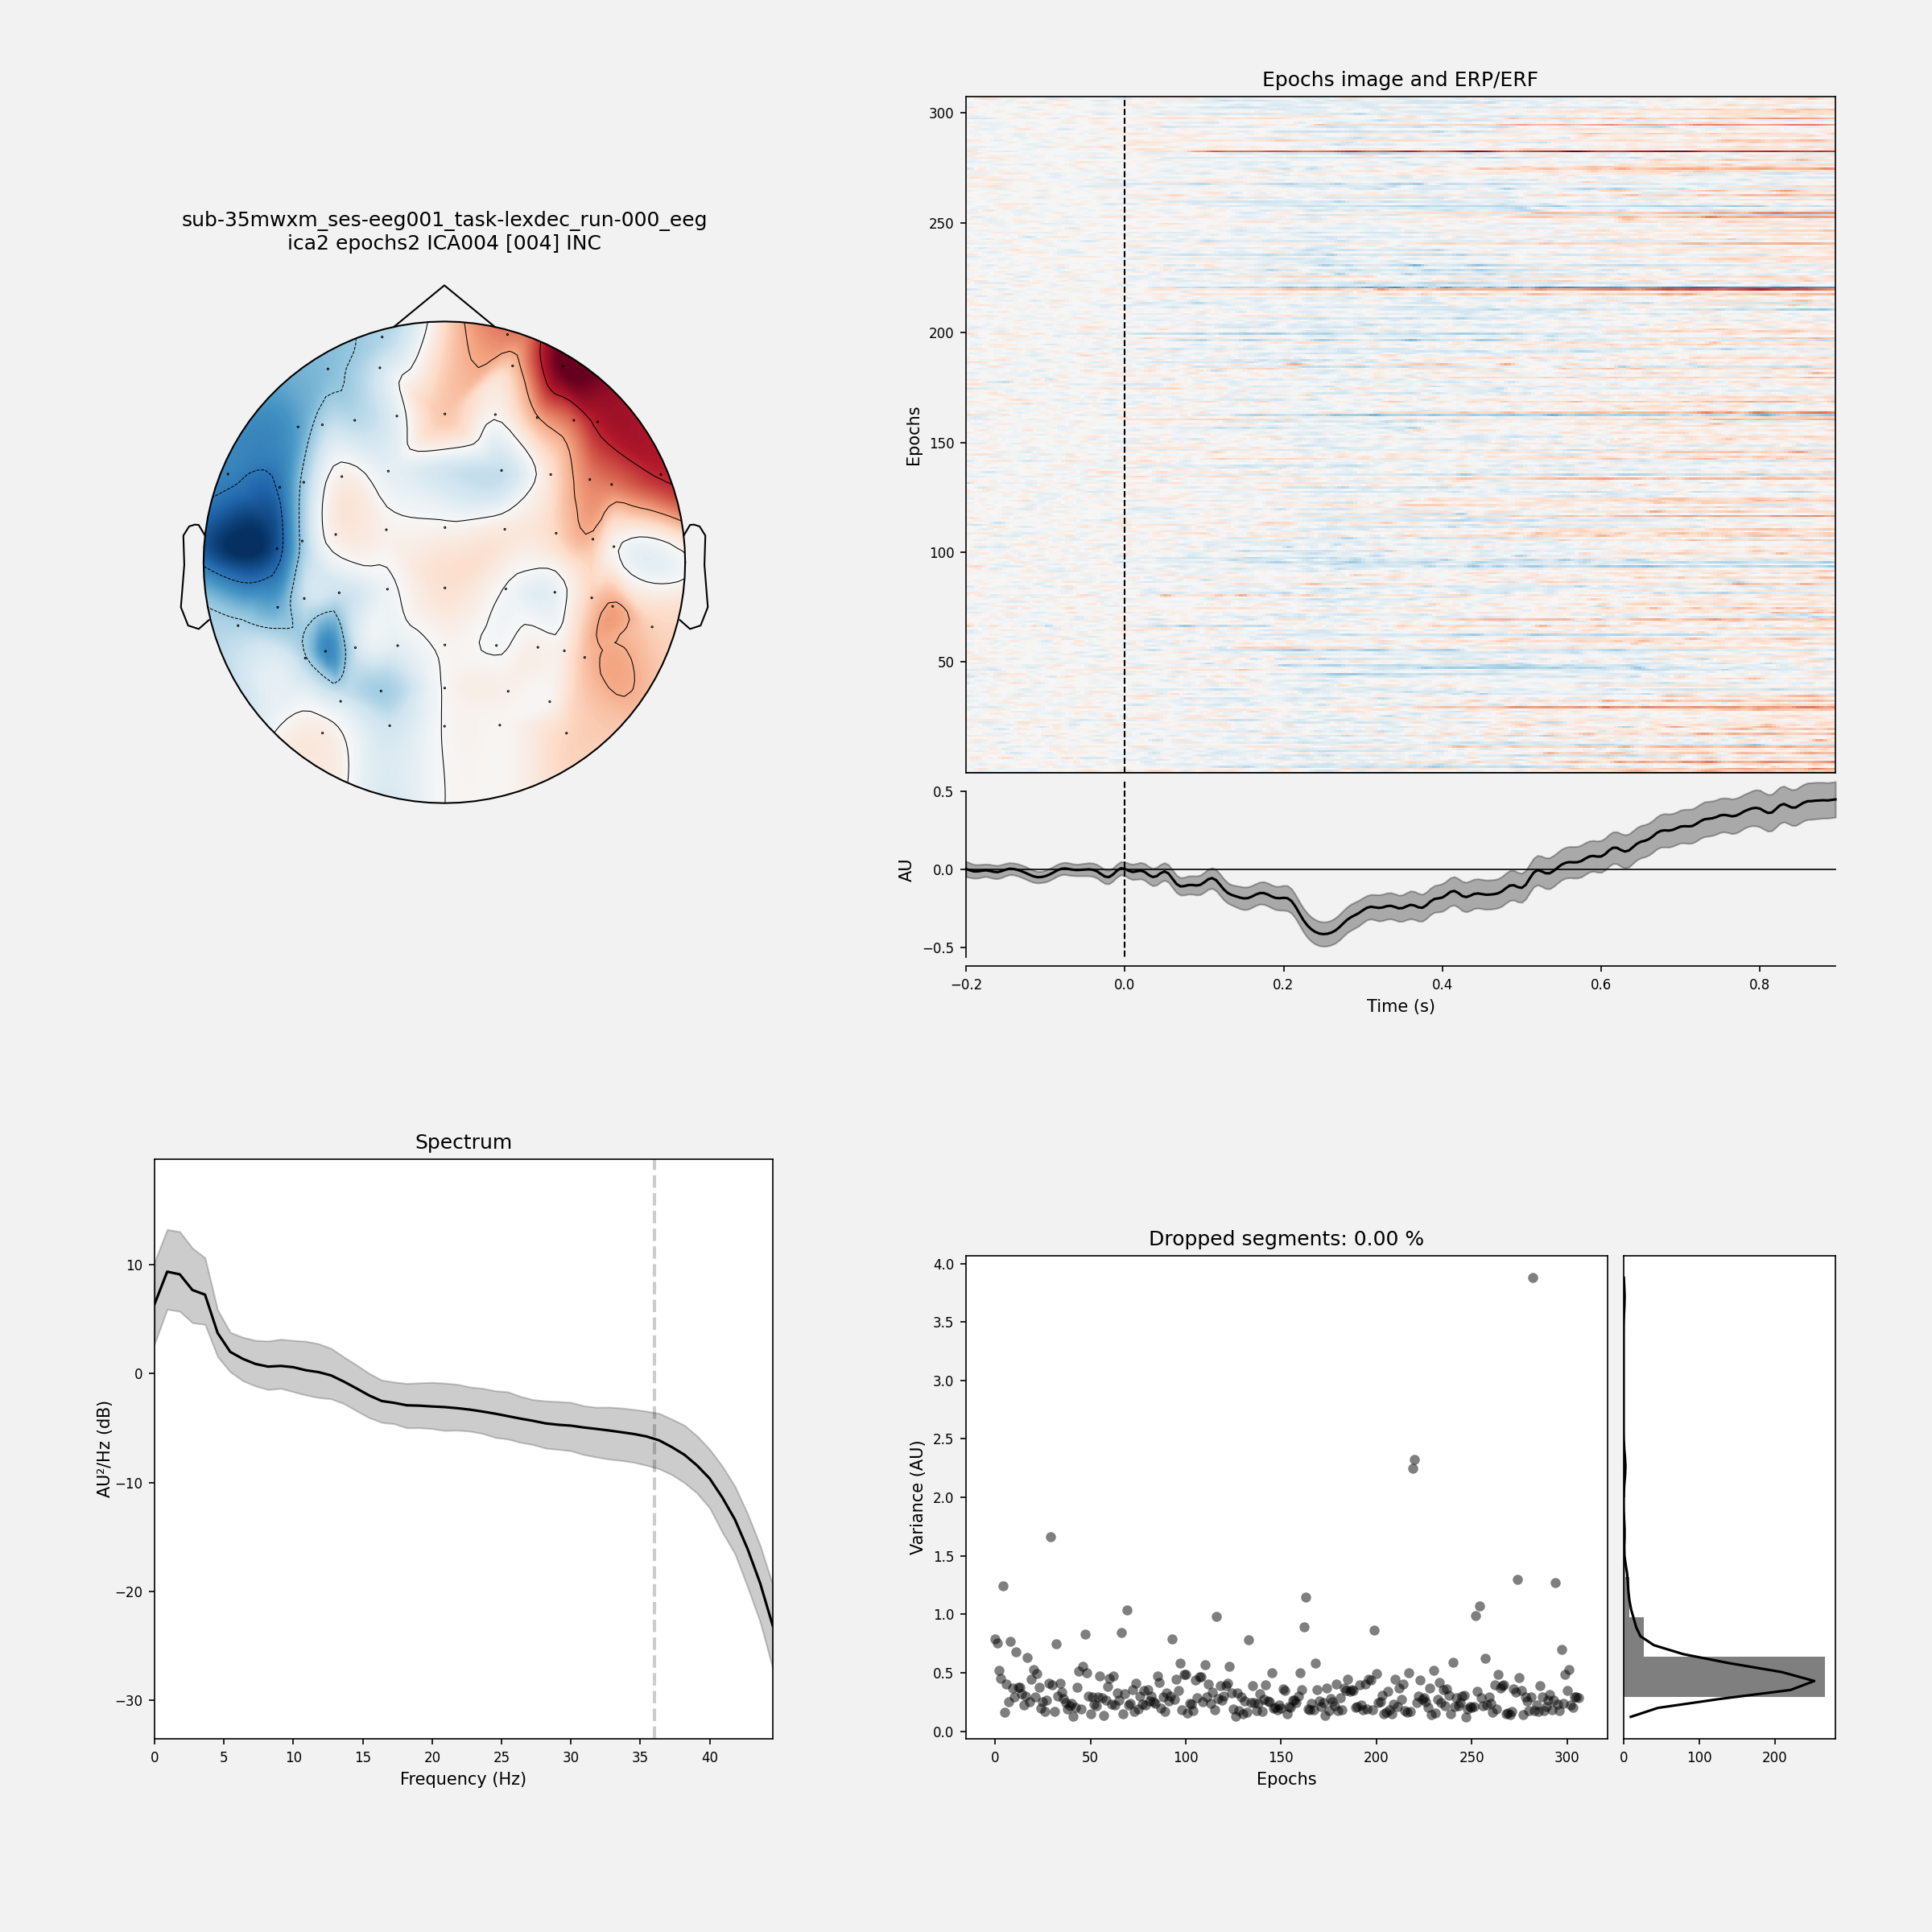 sub-35mwxm_ses-eeg001_task-lexdec_run-000_eeg
ica2 epochs2 ICA004 [004] INC
Epochs image and ERP/ERF
300
250
200
150
100
50
Epochs
0.5
0.0
−0.5
AU
−0.2 0.0 0.2 0.4 0.6 0.8
Time (s)
Spectrum
10
0
−10
−20
−30
AU²/Hz (dB)
0 5 10 15 20 25 30 35 40
Frequency (Hz)
Dropped segments: 0.00 %
4.0
3.5
3.0
2.5
2.0
1.5
1.0
0.5
0.0
Variance (AU)
0 50 100 150 200 250 300
Epochs
0 100 200